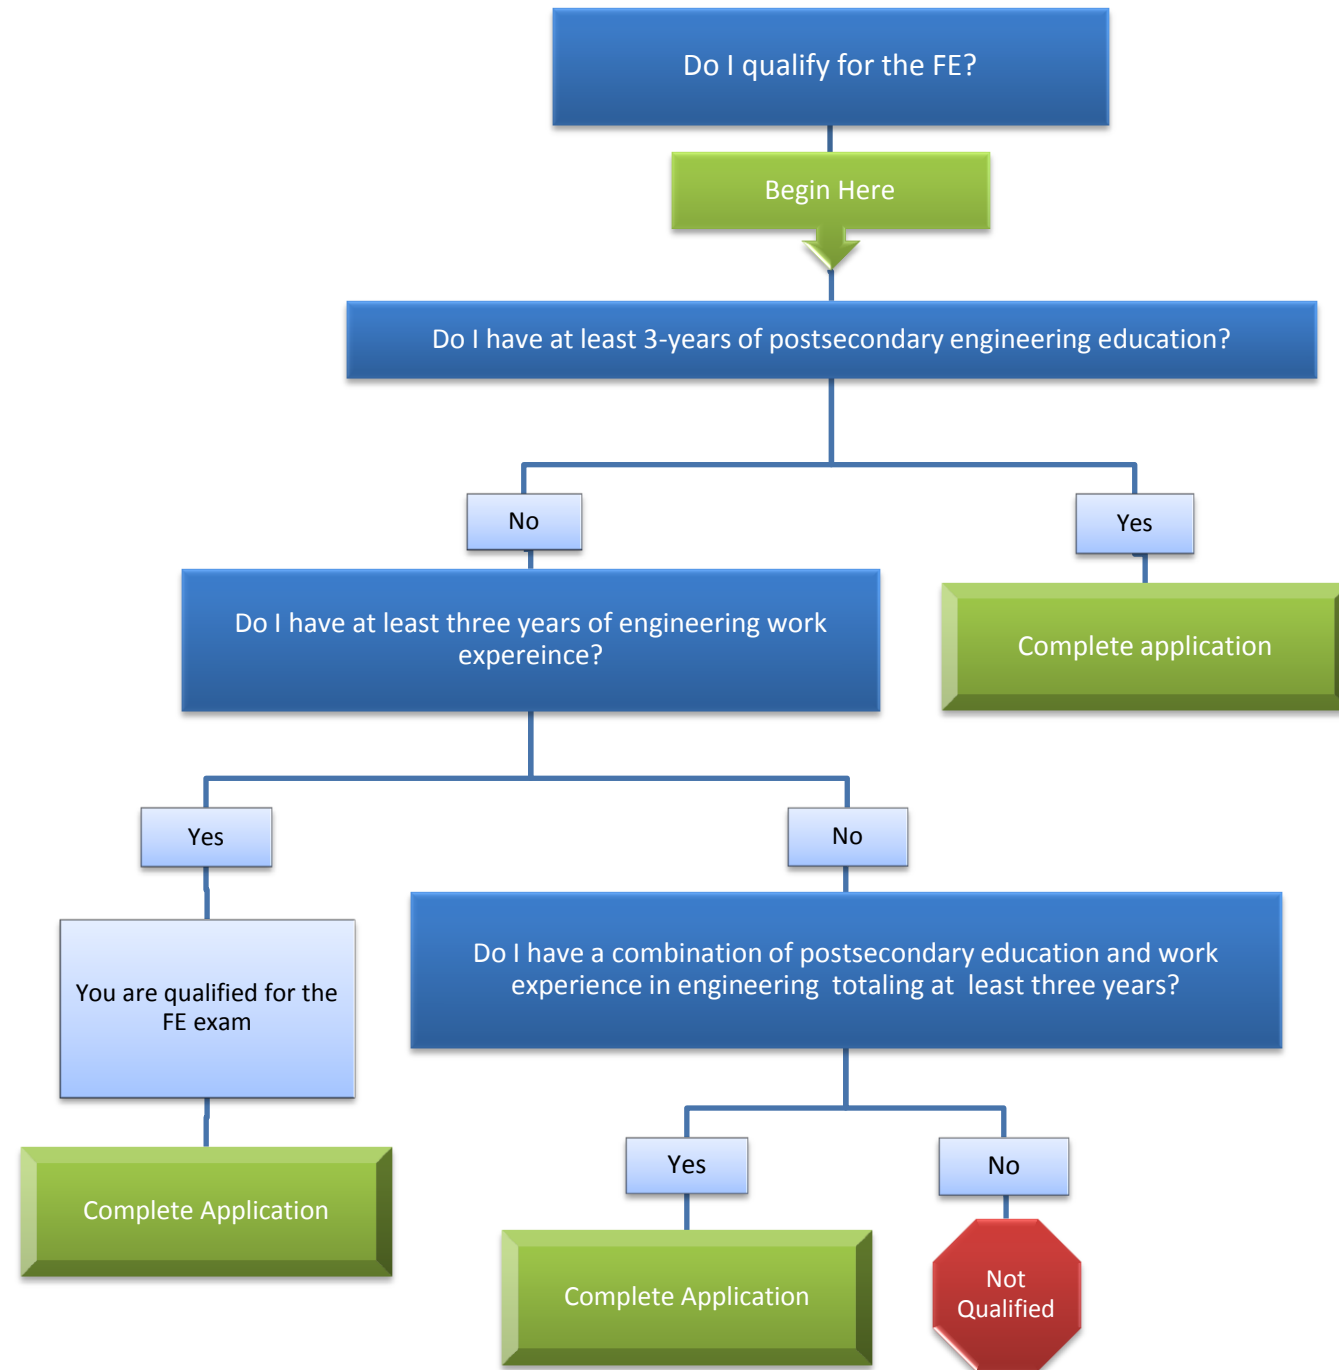 Do I qualify for the FE?
Begin Here
Do I have at least 3-years of postsecondary engineering education?
No
Yes
Do I have at least three years of engineering work
expereince?
Complete application
Yes
No
You are qualified for the
FE exam
Do I have a combination of postsecondary education and work
experience in engineering  totaling at  least three years?
Complete Application
Yes
No
Complete Application
Not
Qualified